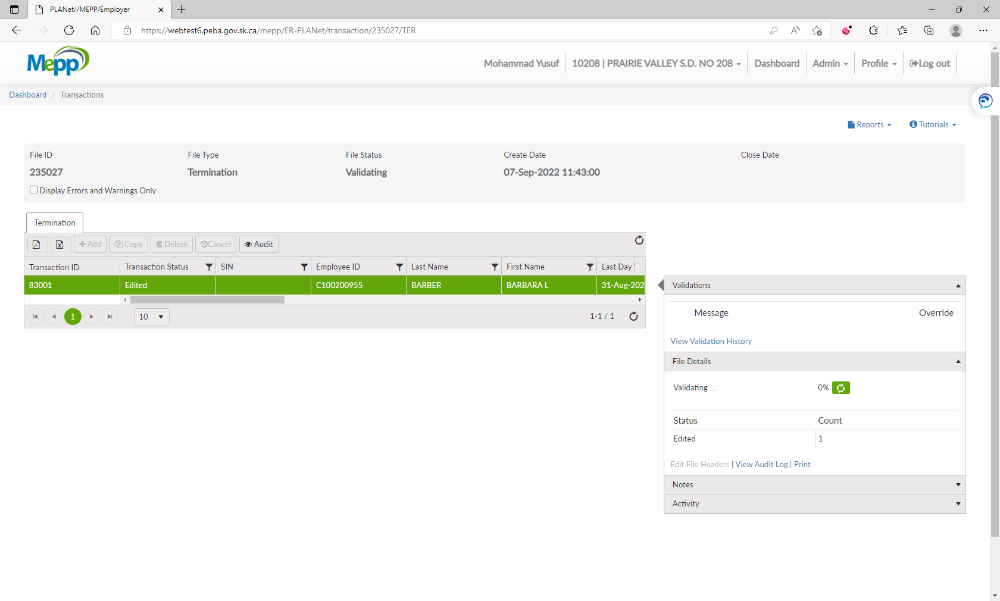 PLANet//MEPP/Employer
https://webtest6.peba.gov.sk.ca/mepp/ER-PLANet/transaction/235027/TER
Mepp
Mohammad Yusuf
10208 | PRAIRIE VALLEY S.D. NO 208
Dashboard
Admin
Profile
Log out
Dashboard / Transactions
Reports
Tutorials
File ID
File Type
File Status
Create Date
Close Date
235027
Termination
Validating
07-Sep-2022 11:43:00
Display Errors and Warnings Only
Termination
Add
Copy
Delete
Cancel
Audit
Transaction ID
Transaction Status
SIN
Employee ID
Last Name
First Name
Last Day
83001
Edited
C100200955
BARBER
BARBARA L
31-Aug-202
1
10
1-1 / 1
Validations
Message
Override
View Validation History
File Details
Validating ...
0%
Status
Count
Edited
1
Edit File Headers | View Audit Log | Print
Notes
Activity